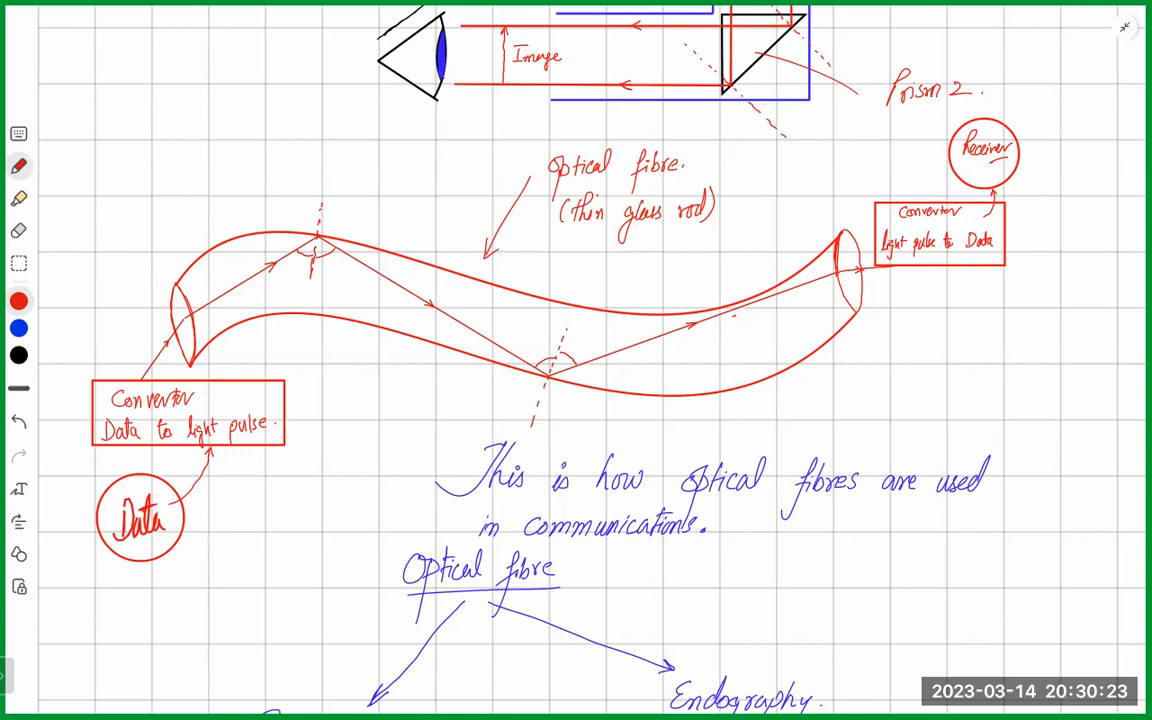 Image
Prism 2.
Receiver
optical fibre.
(thin glass rod)
Converter
light pulse to Data
Converter
Data to light pulse.
Data
This is how optical fibres are used
in communications.
Optical fibre
Endography.
2023-03-14 20:30:23